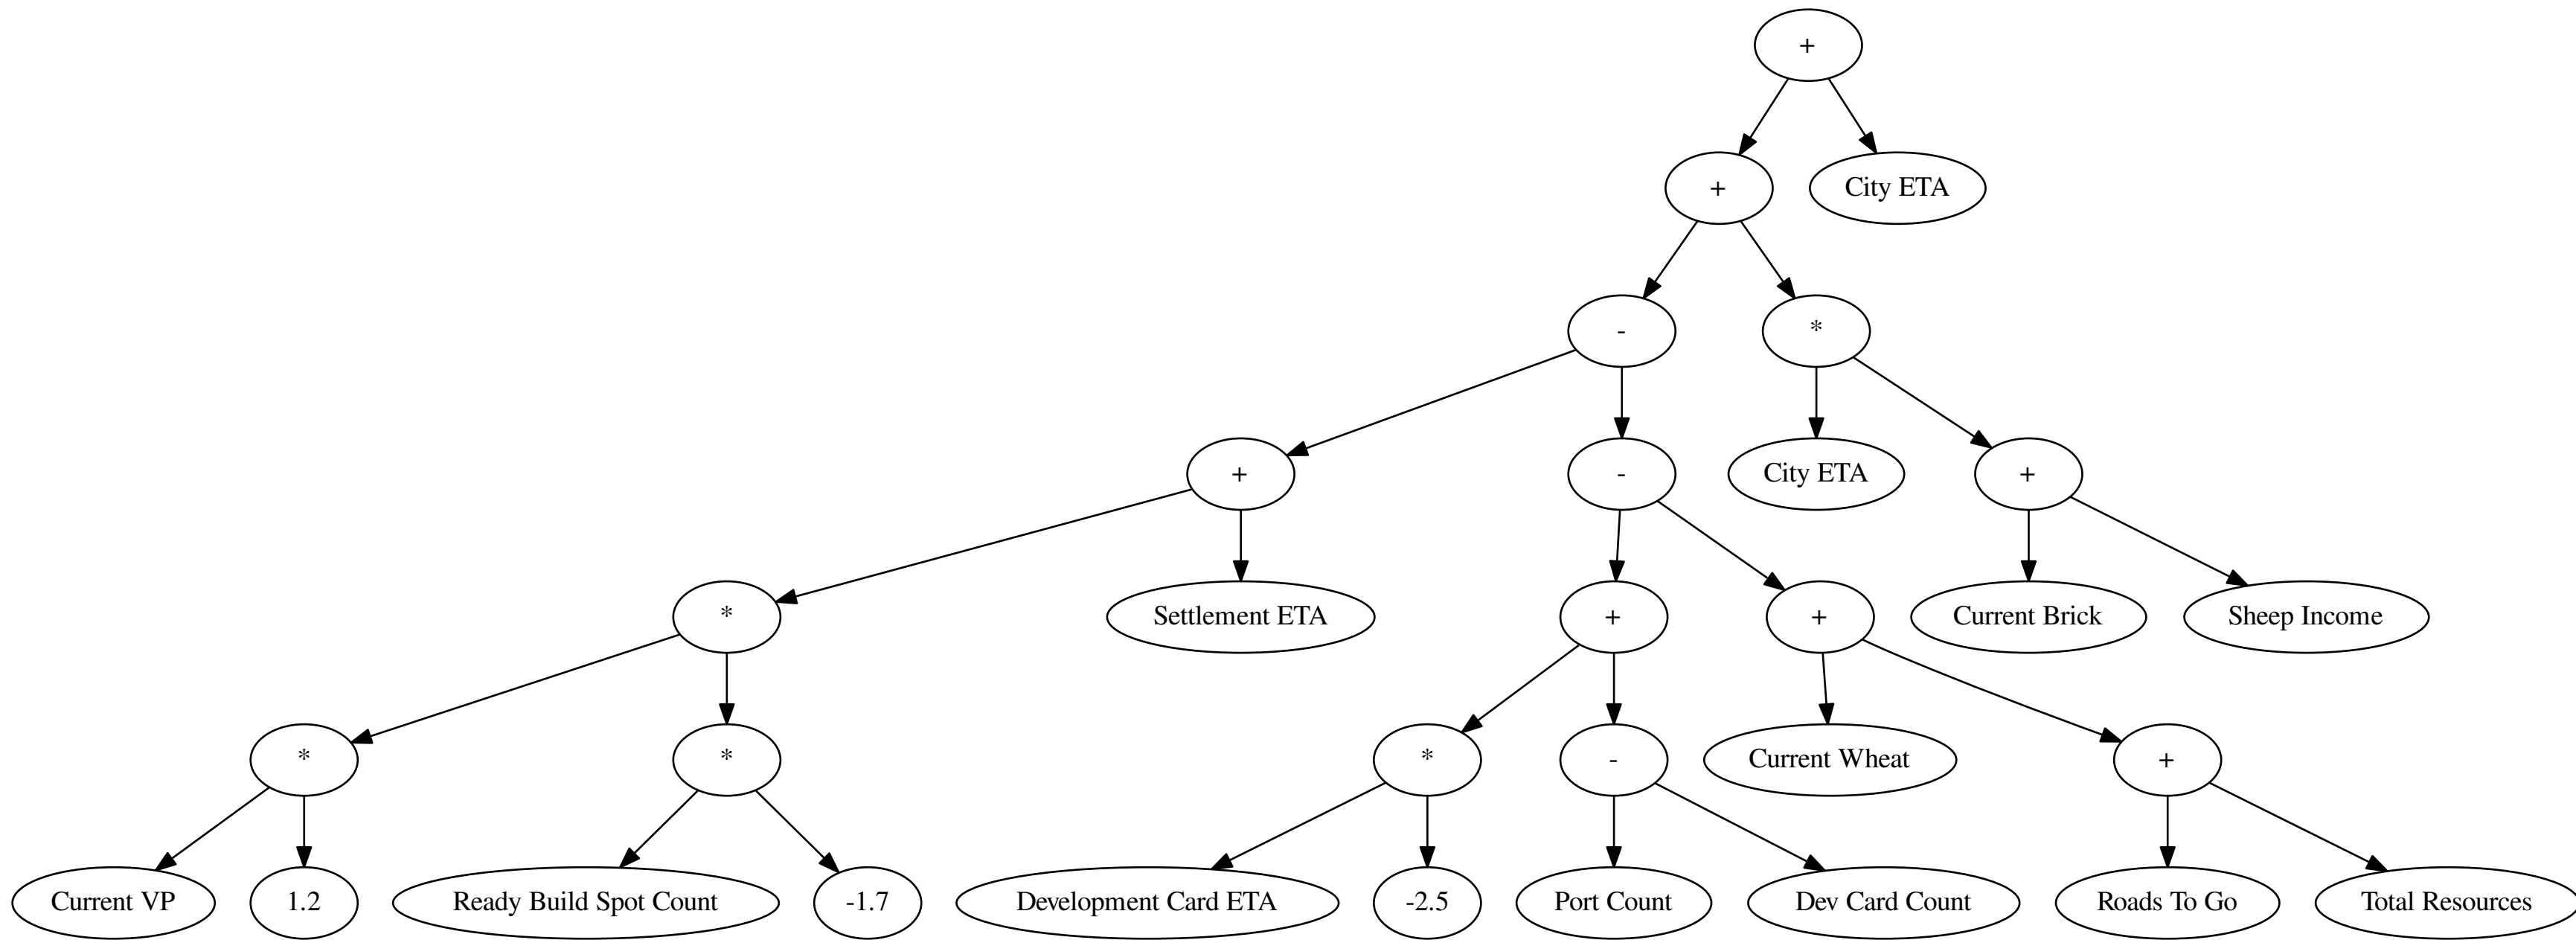 +
+ City ETA
- *
+ - City ETA +
* Settlement ETA + + Current Brick Sheep Income
* * * - Current Wheat +
Current VP 1.2 Ready Build Spot Count -1.7 Development Card ETA -2.5 Port Count Dev Card Count Roads To Go Total Resources